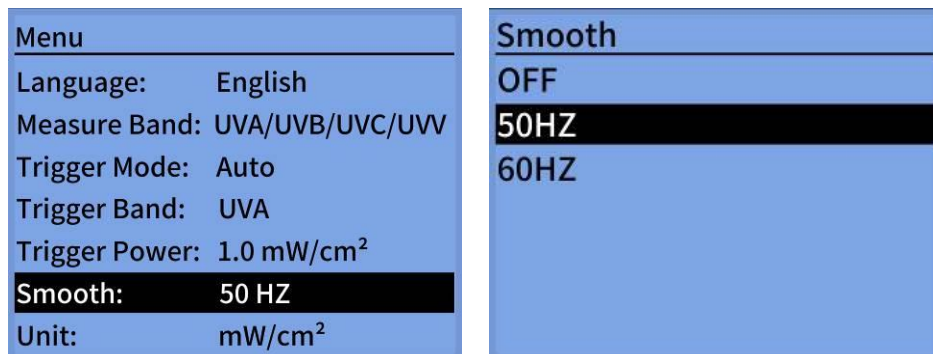 Menu
Language: English
Measure Band: UVA/UVB/UVC/UVV
Trigger Mode: Auto
Trigger Band: UVA
Trigger Power: 1.0 mW/cm²
Smooth: 50 HZ
Unit: mW/cm²
Smooth
OFF
50HZ
60HZ